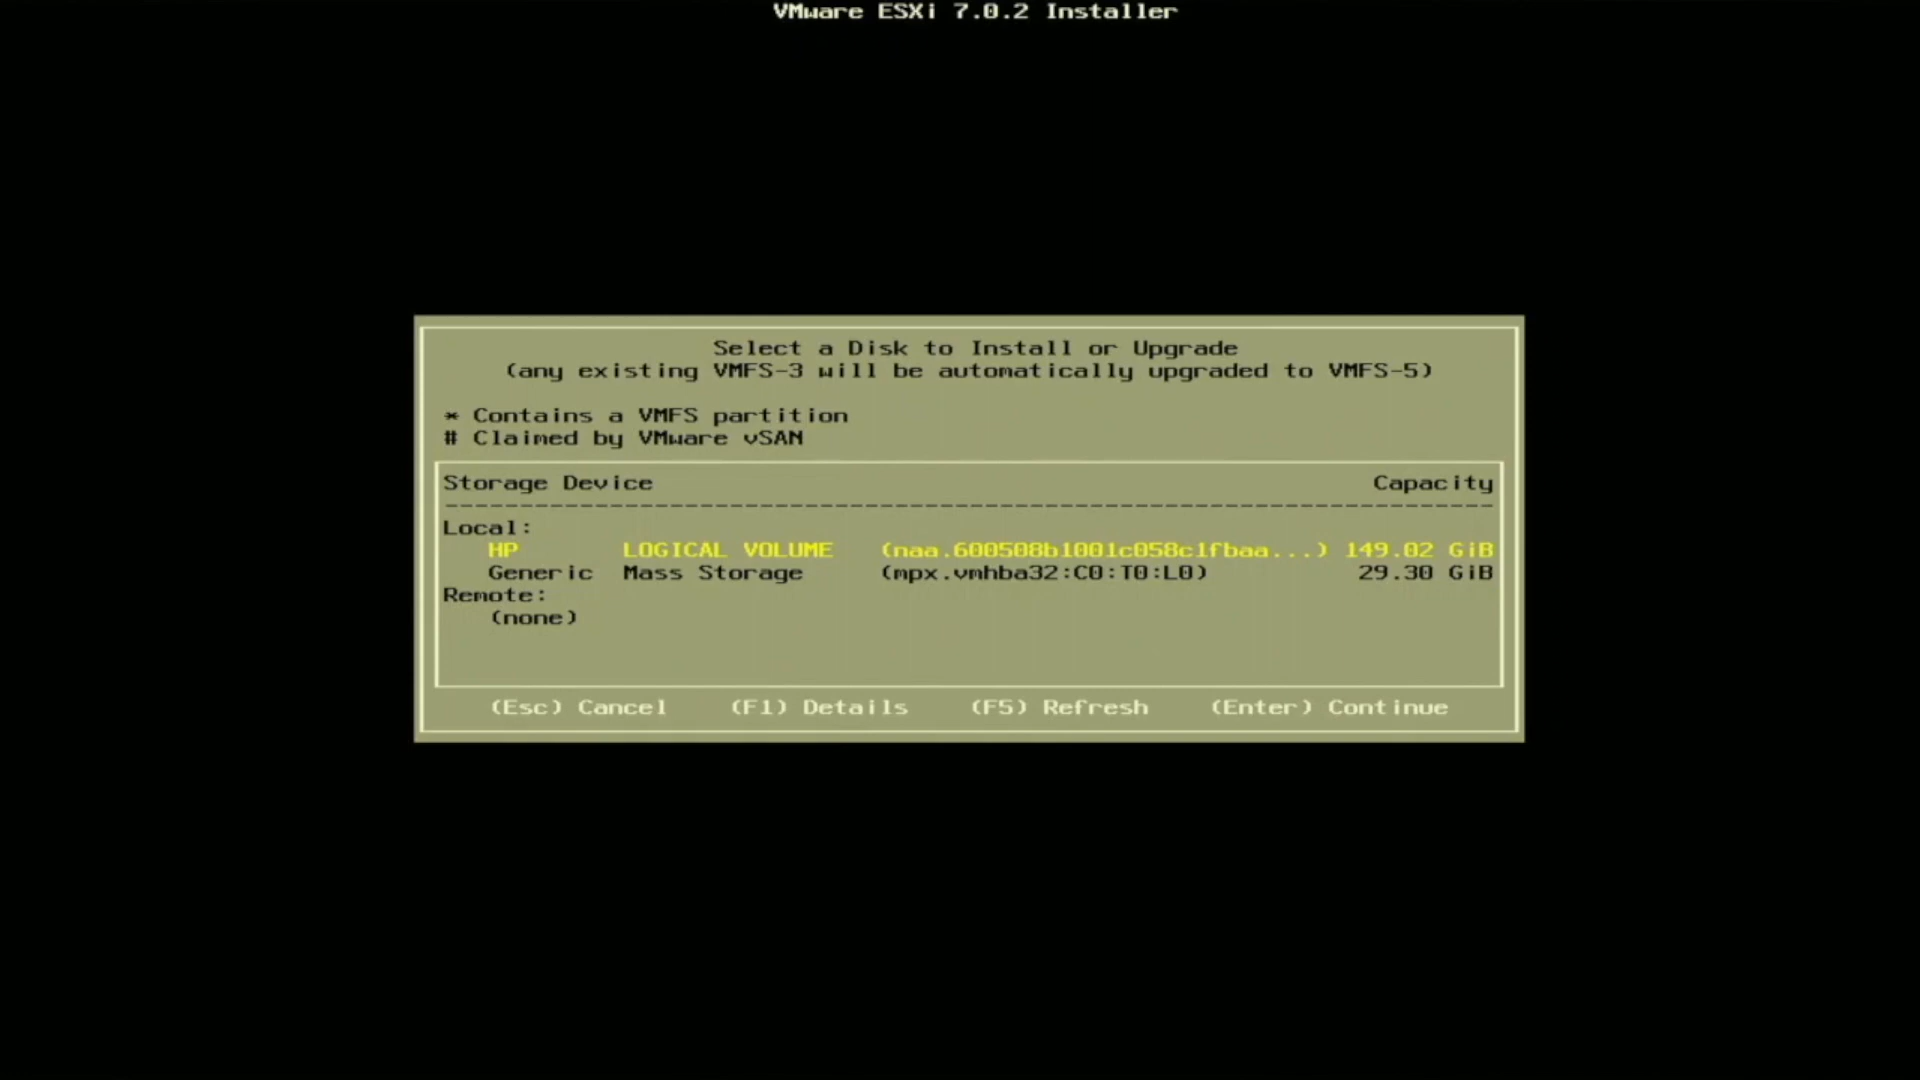 VMware ESXi 7.0.2 Installer
Select a Disk to Install or Upgrade
(any existing VMFS-3 will be automatically upgraded to VMFS-5)
* Contains a VMFS partition
# Claimed by VMware vSAN
Storage Device Capacity
----------------------------------------------------------------------
Local:
HP LOGICAL VOLUME (naa.600508b1001c058c1fbaa...) 149.02 GiB
Generic Mass Storage (mpx.vmhba32:C0:T0:L0) 29.30 GiB
Remote:
(none)
(Esc) Cancel (F1) Details (F5) Refresh (Enter) Continue